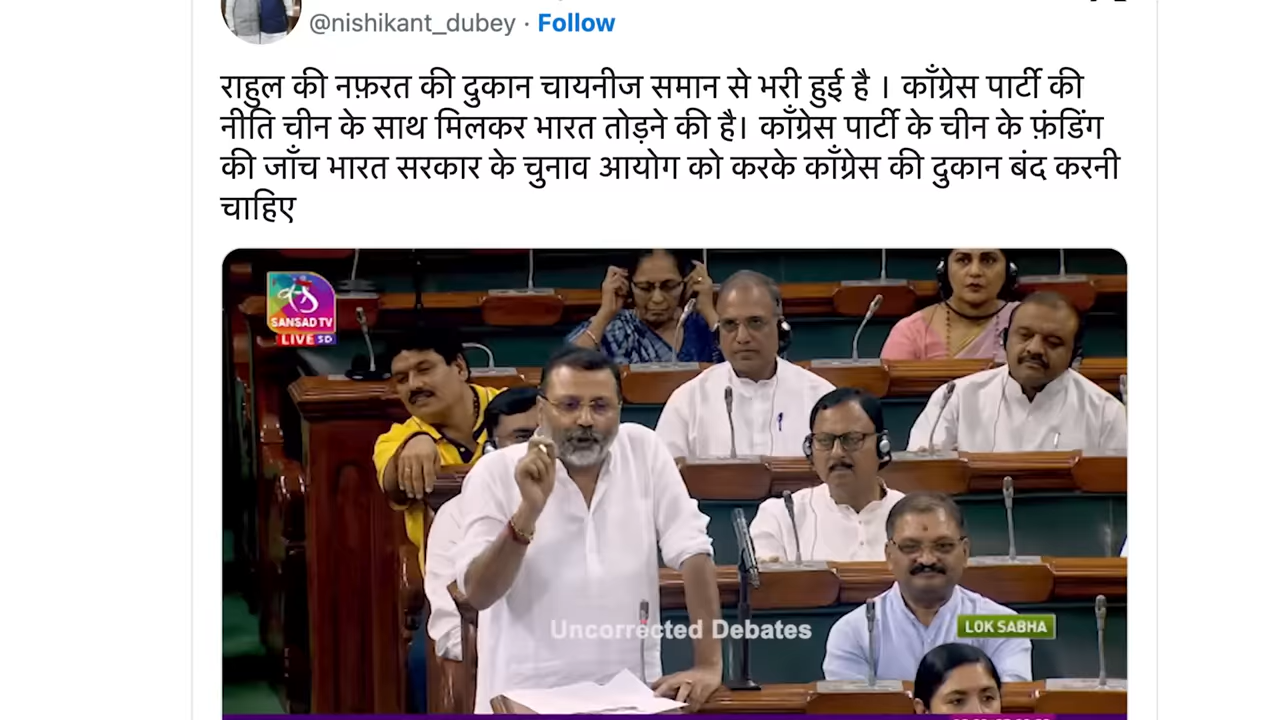 @nishikant_dubey · Follow
राहुल की नफ़रत की दुकान चायनीज समान से भरी हुई है । काँग्रेस पार्टी की
नीति चीन के साथ मिलकर भारत तोड़ने की है। काँग्रेस पार्टी के चीन के फ़ंडिंग
की जाँच भारत सरकार के चुनाव आयोग को करके काँग्रेस की दुकान बंद करनी
चाहिए
SANSAD TV
LIVE SD
Uncorrected Debates
LOK SABHA